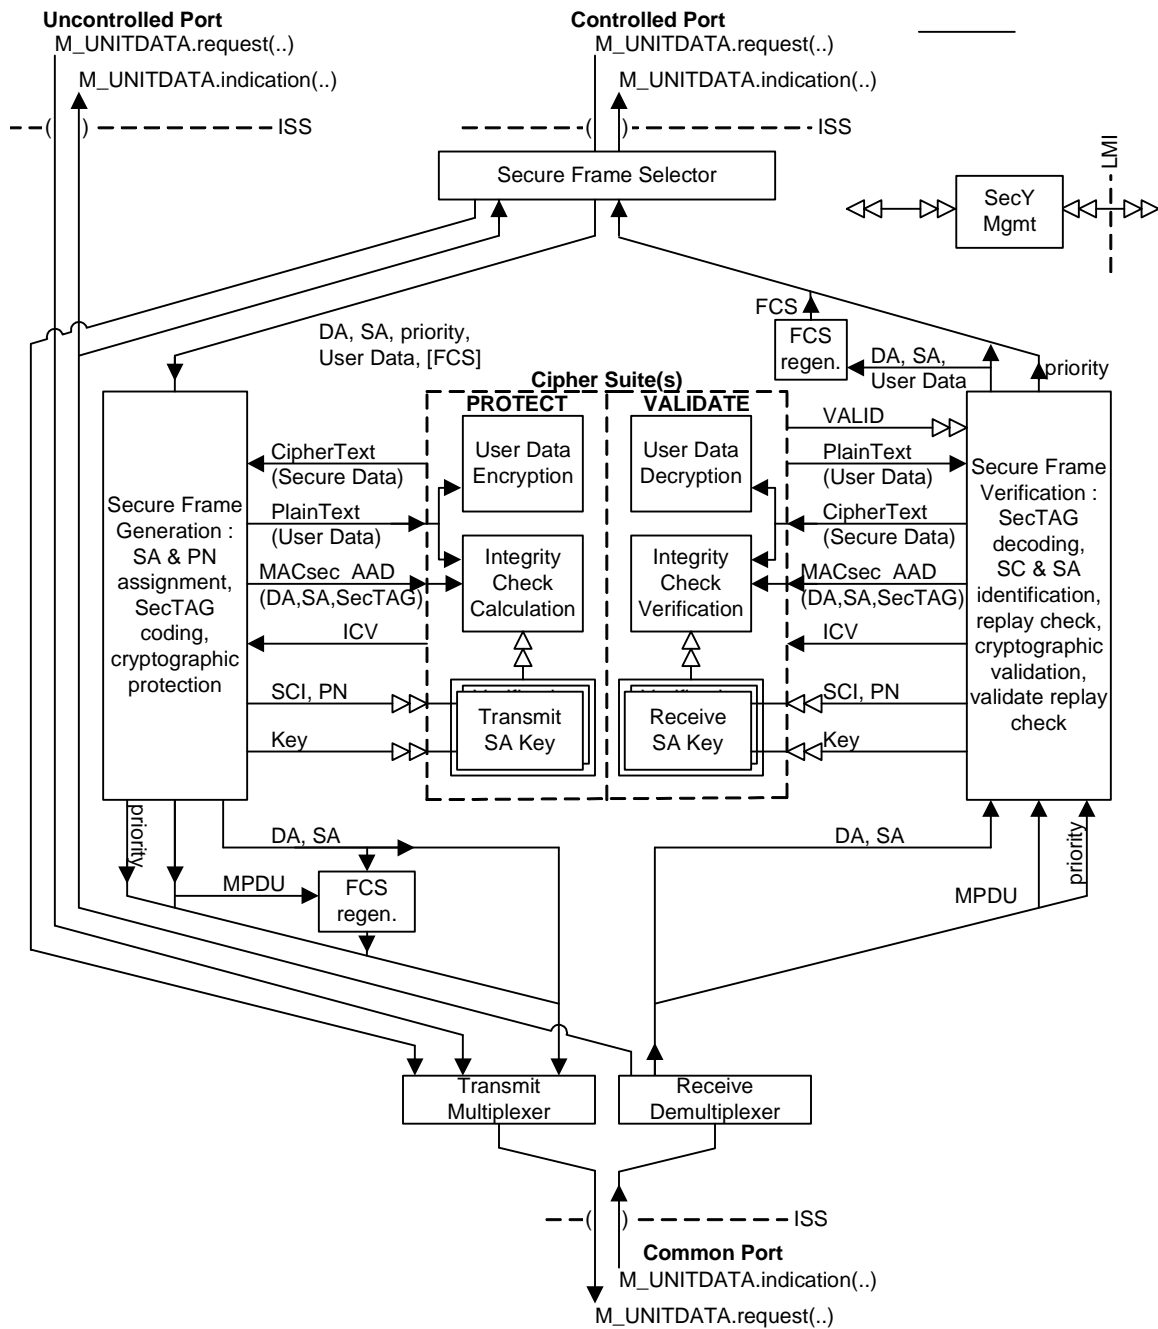 Uncontrolled Port
M_UNITDATA.request(..)
M_UNITDATA.indication(..)
ISS
Controlled Port
M_UNITDATA.request(..)
M_UNITDATA.indication(..)
ISS
Secure Frame Selector
LMI
SecY
Mgmt
DA, SA, priority,
User Data, [FCS]
FCS
FCS
regen.
DA, SA,
User Data
priority
Cipher Suite(s)
PROTECT
VALIDATE
Secure Frame
Generation :
SA & PN
assignment,
SecTAG
coding,
cryptographic
protection
CipherText
(Secure Data)
PlainText
(User Data)
MACsec AAD
(DA,SA,SecTAG)
ICV
SCI, PN
Key
User Data
Encryption
Integrity
Check
Calculation
Transmit
SA Key
User Data
Decryption
Integrity
Check
Verification
Receive
SA Key
VALID
PlainText
(User Data)
CipherText
(Secure Data)
MACsec AAD
(DA,SA,SecTAG)
ICV
SCI, PN
Key
Secure Frame
Verification :
SecTAG
decoding,
SC & SA
identification,
replay check,
cryptographic
validation,
validate replay
check
priority
DA, SA
MPDU
FCS
regen.
DA, SA
MPDU
priority
Transmit
Multiplexer
Receive
Demultiplexer
ISS
Common Port
M_UNITDATA.indication(..)
M_UNITDATA.request(..)